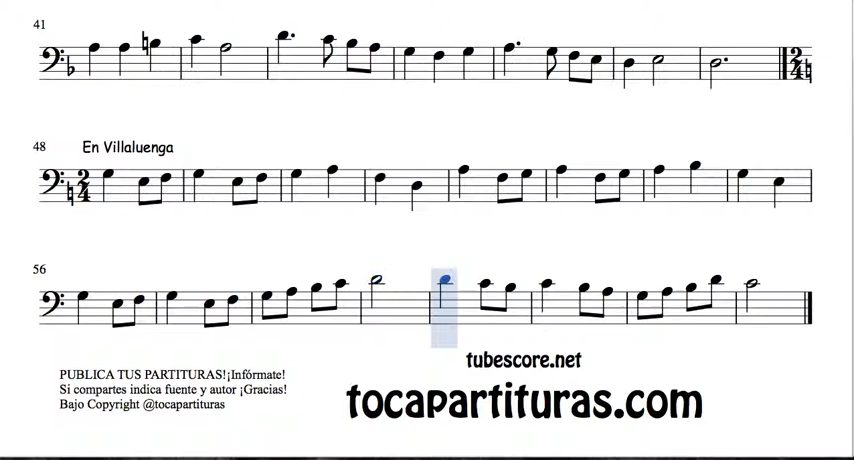 41
48
En Villaluenga
56
tubescore.net
PUBLICA TUS PARTITURAS!¡Infórmate!
Si compartes indica fuente y autor ¡Gracias!
Bajo Copyright @tocapartituras
tocapartituras.com